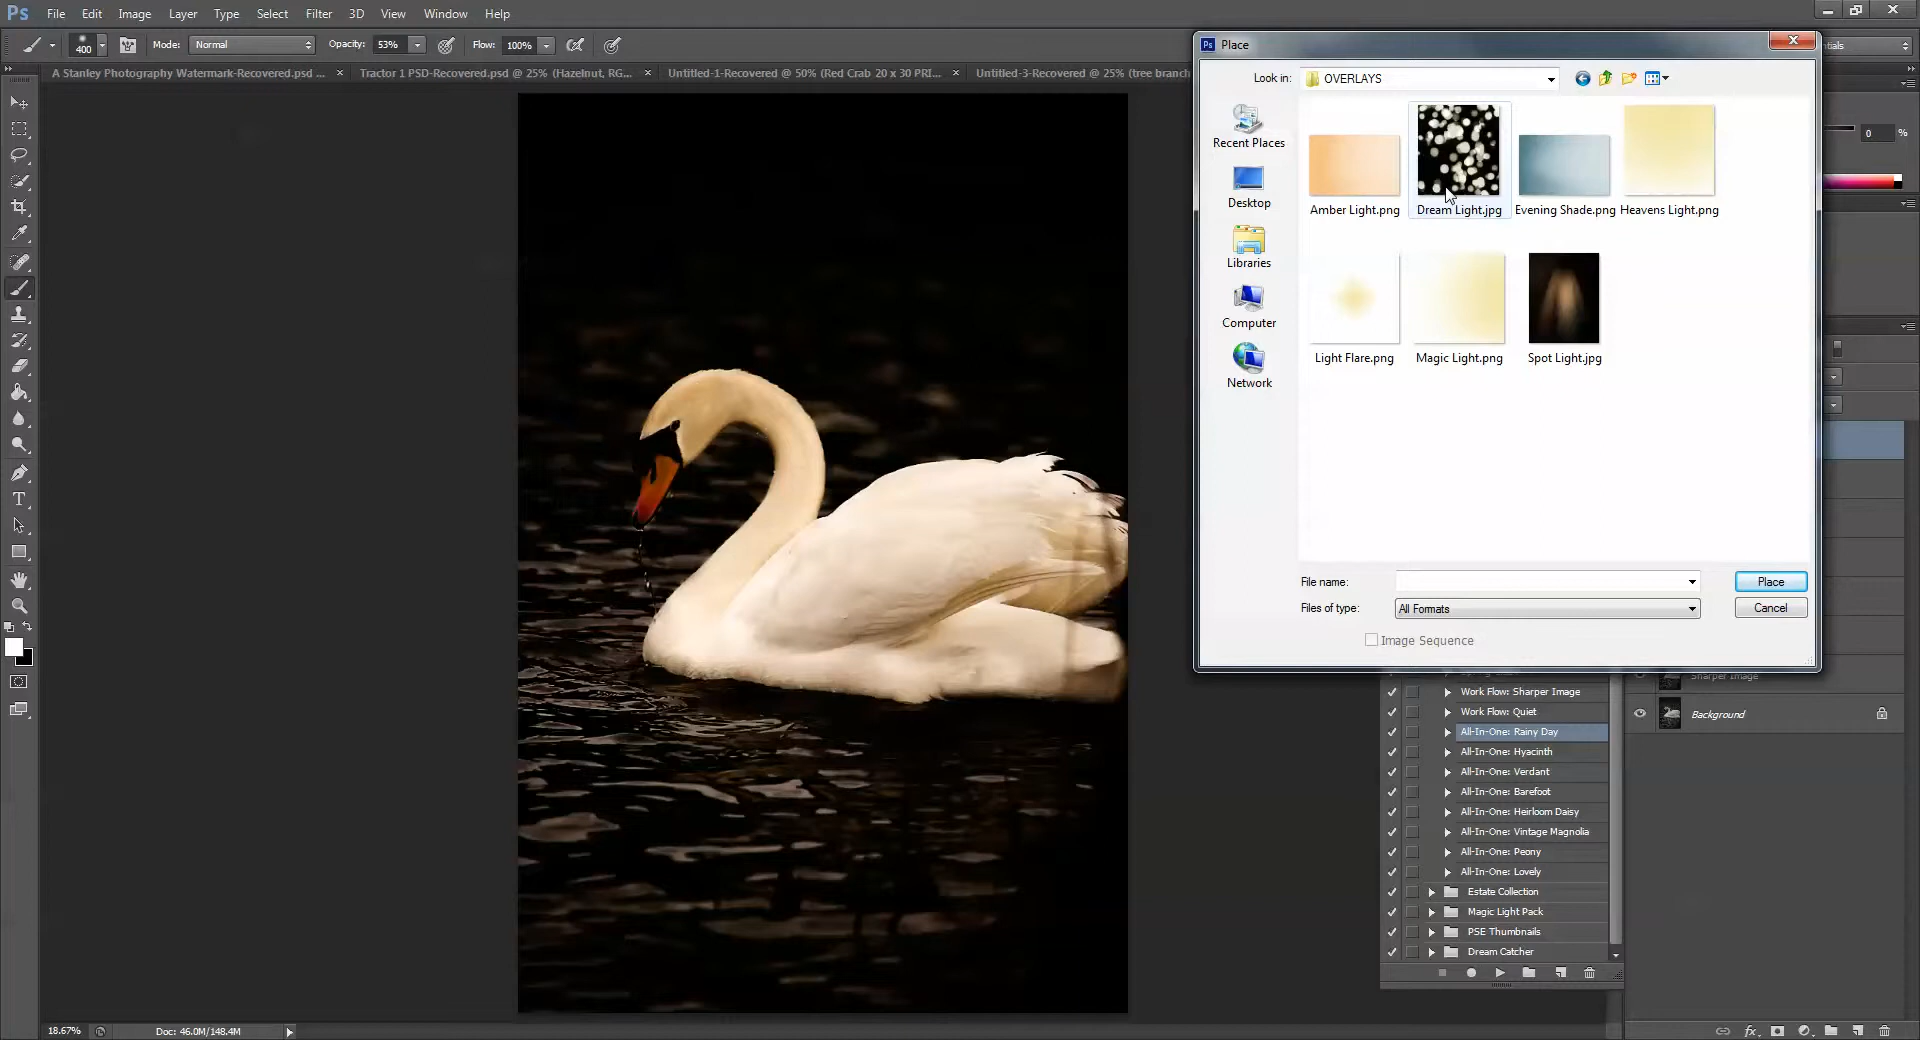 Ps File Edit Image Layer Type Select Filter 3D View Window Help
400 Mode: Normal Opacity: 53% Flow: 100%
A Stanley Photography Watermark-Recovered.psd ... × Tractor 1 PSD-Recovered.psd @ 25% (Hazelnut, RG... × Untitled-1-Recovered @ 50% (Red Crab 20 x 30 PRI... × Untitled-3-Recovered @ 25% (tree branch
Ps Place
Look in: OVERLAYS
Recent Places
Desktop
Libraries
Computer
Network
Amber Light.png Dream Light.jpg Evening Shade.png Heavens Light.png
Light Flare.png Magic Light.png Spot Light.jpg
File name: Place
Files of type: All Formats Cancel
Image Sequence
tials
0 %
Sharper Image
Background
Work Flow: Sharper Image
Work Flow: Quiet
All-In-One: Rainy Day
All-In-One: Hyacinth
All-In-One: Verdant
All-In-One: Barefoot
All-In-One: Heirloom Daisy
All-In-One: Vintage Magnolia
All-In-One: Peony
All-In-One: Lovely
Estate Collection
Magic Light Pack
PSE Thumbnails
Dream Catcher
18.67% Doc: 46.0M/148.4M
fx